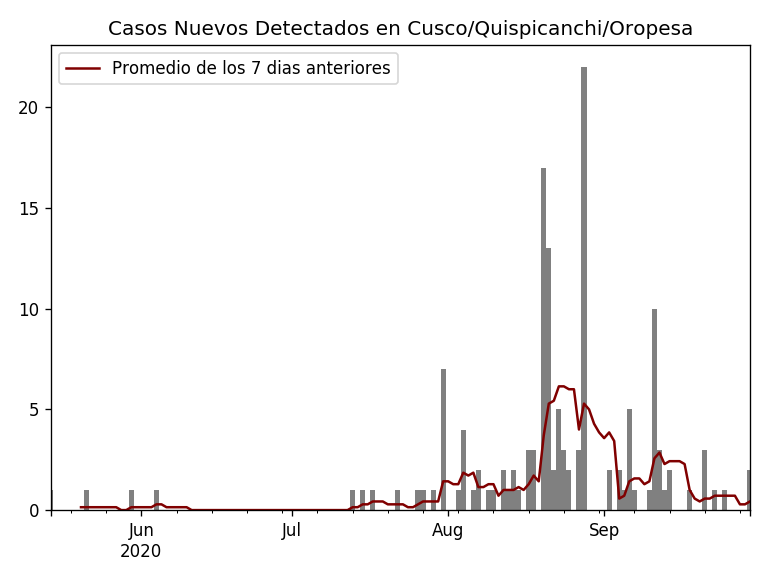 Casos Nuevos Detectados en Cusco/Quispicanchi/Oropesa
Promedio de los 7 dias anteriores
20
15
10
5
0
Jun
2020
Jul
Aug
Sep